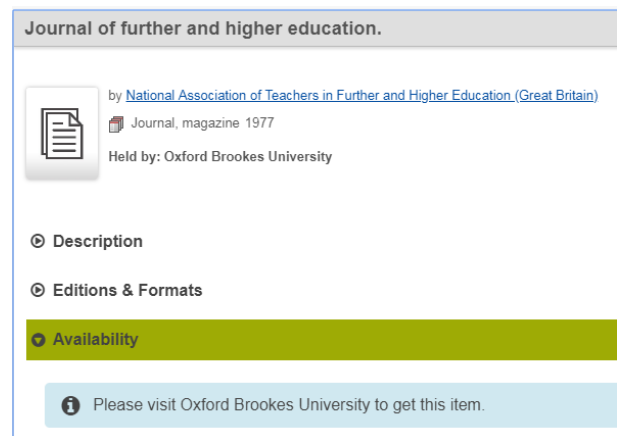 Journal of further and higher education.
by National Association of Teachers in Further and Higher Education (Great Britain)
Journal, magazine 1977
Held by: Oxford Brookes University
Description
Editions & Formats
Availability
Please visit Oxford Brookes University to get this item.